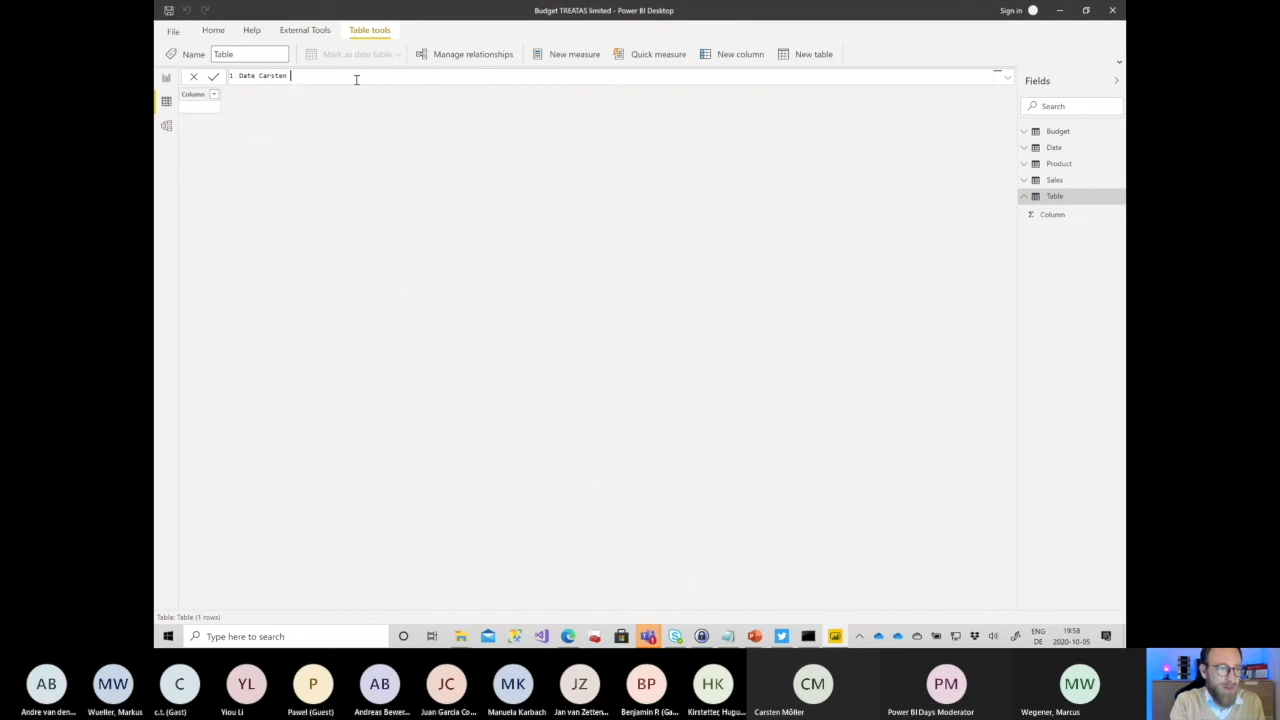 Budget TREATAS limited - Power BI Desktop
Sign in
File
Home
Help
External Tools
Table tools
Name
Table
Mark as date table
Manage relationships
New measure
Quick measure
New column
New table
1 Date Carsten
Fields
Column
Search
Budget
Date
Product
Sales
Table
Column
Table: Table (1 rows)
Type here to search
ENG
DE
19:58
2020-10-05
AB
MW
C
YL
P
AB
JC
MK
JZ
BP
HK
CM
PM
MW
Andre van den...
Wueller, Markus
c.t. (Gast)
Yiou Li
Paweł (Guest)
Andreas Bewer...
Juan Garcia Co...
Manuela Karbach
Jan van Zetten...
Benjamin R (Ga...
Kirstetter, Hugu...
Carsten Möller
Power BI Days Moderator
Wegener, Marcus